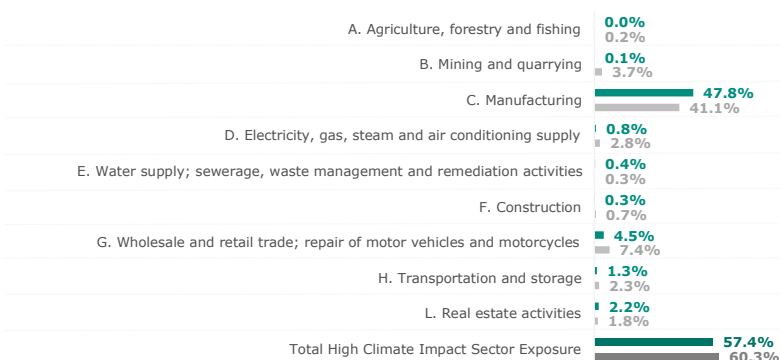 A. Agriculture, forestry and fishing
0.0%
0.2%
B. Mining and quarrying
0.1%
3.7%
C. Manufacturing
47.8%
41.1%
D. Electricity, gas, steam and air conditioning supply
0.8%
2.8%
E. Water supply; sewerage, waste management and remediation activities
0.4%
0.3%
F. Construction
0.3%
0.7%
G. Wholesale and retail trade; repair of motor vehicles and motorcycles
4.5%
7.4%
H. Transportation and storage
1.3%
2.3%
L. Real estate activities
2.2%
1.8%
Total High Climate Impact Sector Exposure
57.4%
60.3%